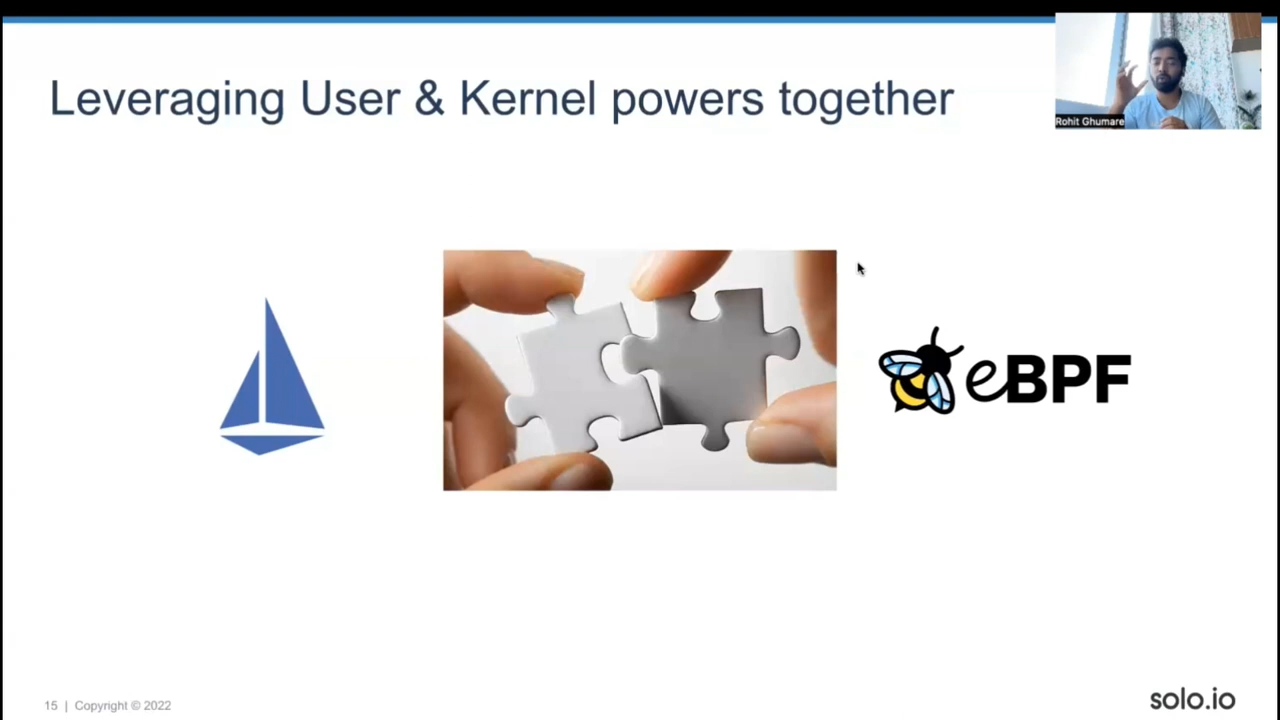 Leveraging User & Kernel powers together
Rohit Ghumare
eBPF
15 | Copyright © 2022
solo.io